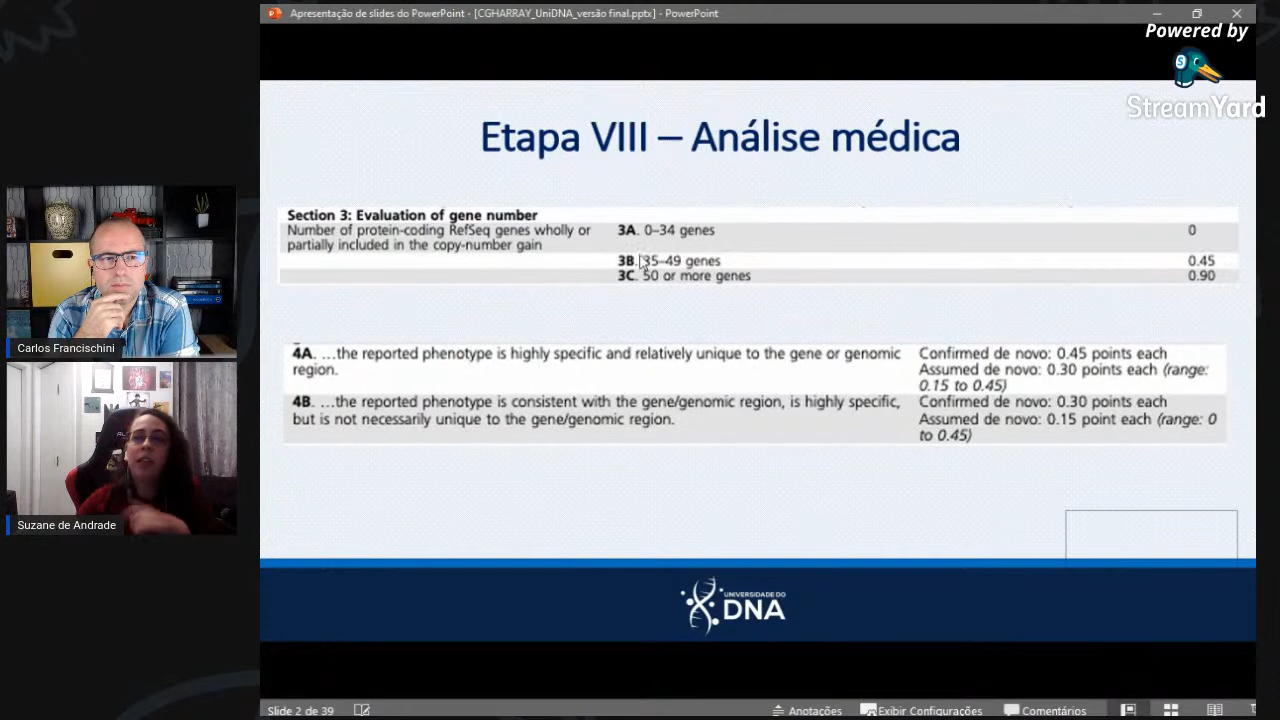 Apresentação de slides do PowerPoint - [CGHARRAY_UniDNA_versão final.pptx] - PowerPoint
Powered by
StreamYard
Etapa VIII – Análise médica
Section 3: Evaluation of gene number
Number of protein-coding RefSeq genes wholly or partially included in the copy-number gain
3A. 0–34 genes 0
3B. 35–49 genes 0.45
3C. 50 or more genes 0.90
4A. …the reported phenotype is highly specific and relatively unique to the gene or genomic region.
Confirmed de novo: 0.45 points each
Assumed de novo: 0.30 points each (range: 0.15 to 0.45)
4B. …the reported phenotype is consistent with the gene/genomic region, is highly specific, but is not necessarily unique to the gene/genomic region.
Confirmed de novo: 0.30 points each
Assumed de novo: 0.15 point each (range: 0 to 0.45)
Carlos Francischini
Suzane de Andrade
UNIVERSIDADE DO
DNA
Slide 2 de 39
Anotações
Exibir Configurações
Comentários